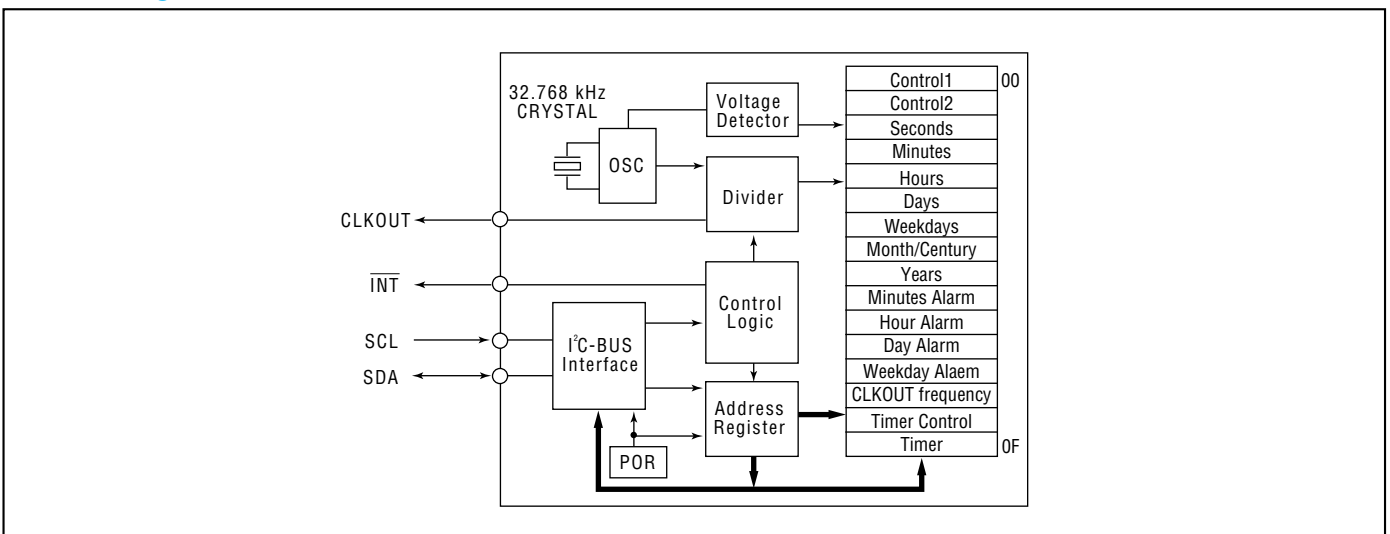 32.768 kHz
CRYSTAL
OSC
Voltage
Detector
Divider
CLKOUT
INT
SCL
SDA
I²C-BUS
Interface
Control
Logic
Address
Register
POR
Control1
00
Control2
Seconds
Minutes
Hours
Days
Weekdays
Month/Century
Years
Minutes Alarm
Hour Alarm
Day Alarm
Weekday Alaem
CLKOUT frequency
Timer Control
Timer
0F